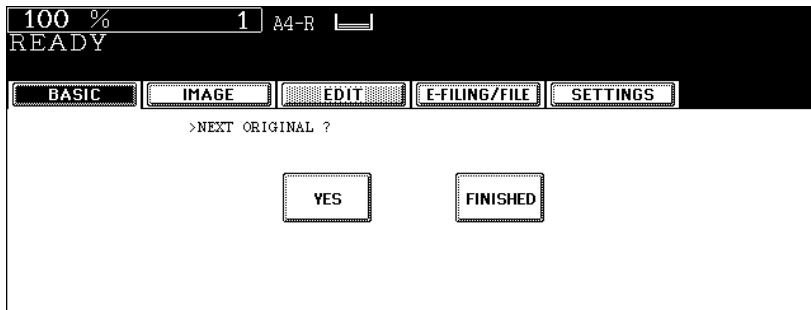 100 % 1 A4-R
READY
BASIC IMAGE EDIT E-FILING/FILE SETTINGS
>NEXT ORIGINAL ?
YES FINISHED